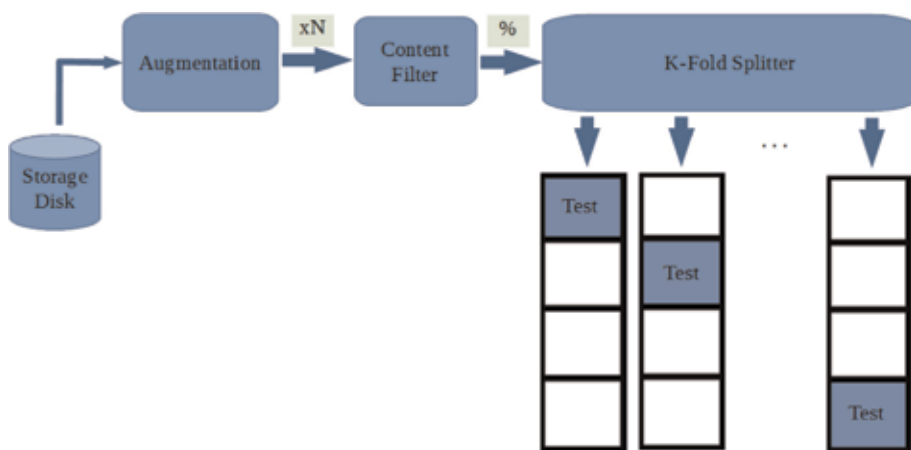 xN
%
Augmentation
Content
Filter
K-Fold Splitter
Storage
Disk
...
Test
Test
Test